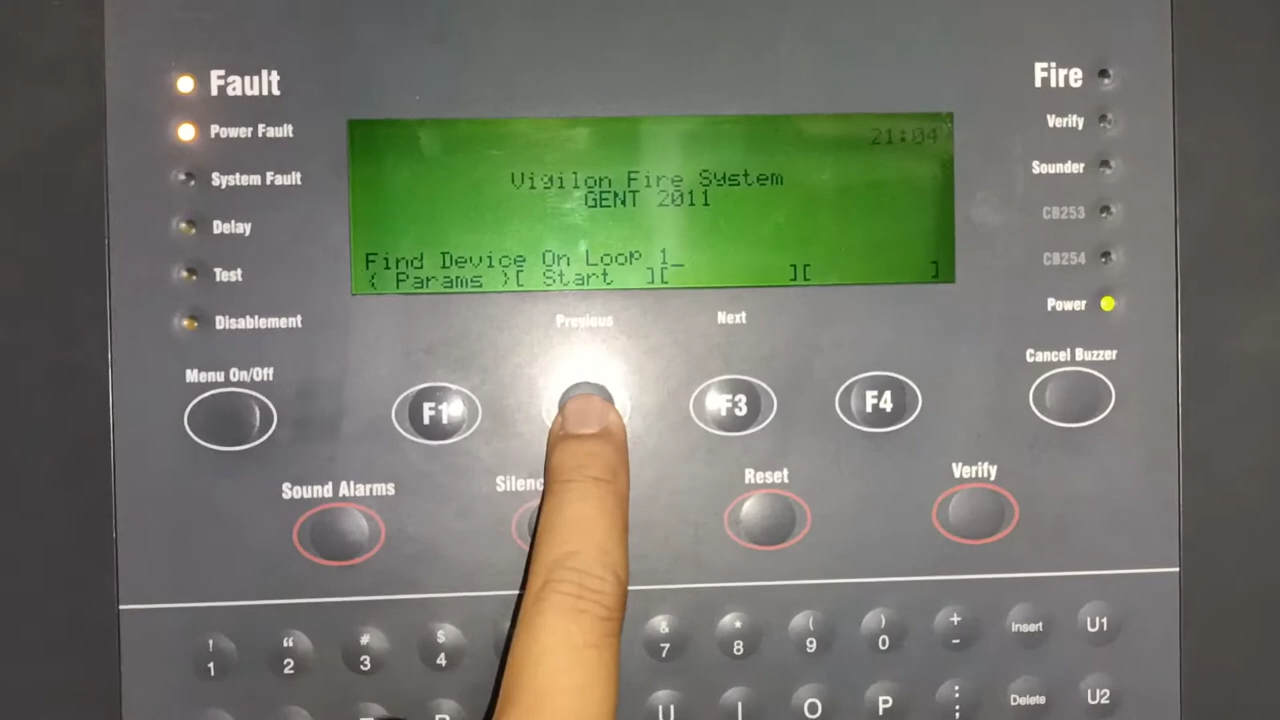 Fault
Power Fault
System Fault
Delay
Test
Disablement
21:04
Vigilon Fire System
GENT 2011
Find Device On Loop 1_
( Params )[ Start ][ ][ ]
Fire
Verify
Sounder
CB253
CB254
Power
Previous
Next
Menu On/Off
F1
F3
F4
Cancel Buzzer
Sound Alarms
Silenc
Reset
Verify
! " # $ & * ( ) +
1 2 3 4 7 8 9 0 - Insert U1
U I O P : ; Delete U2